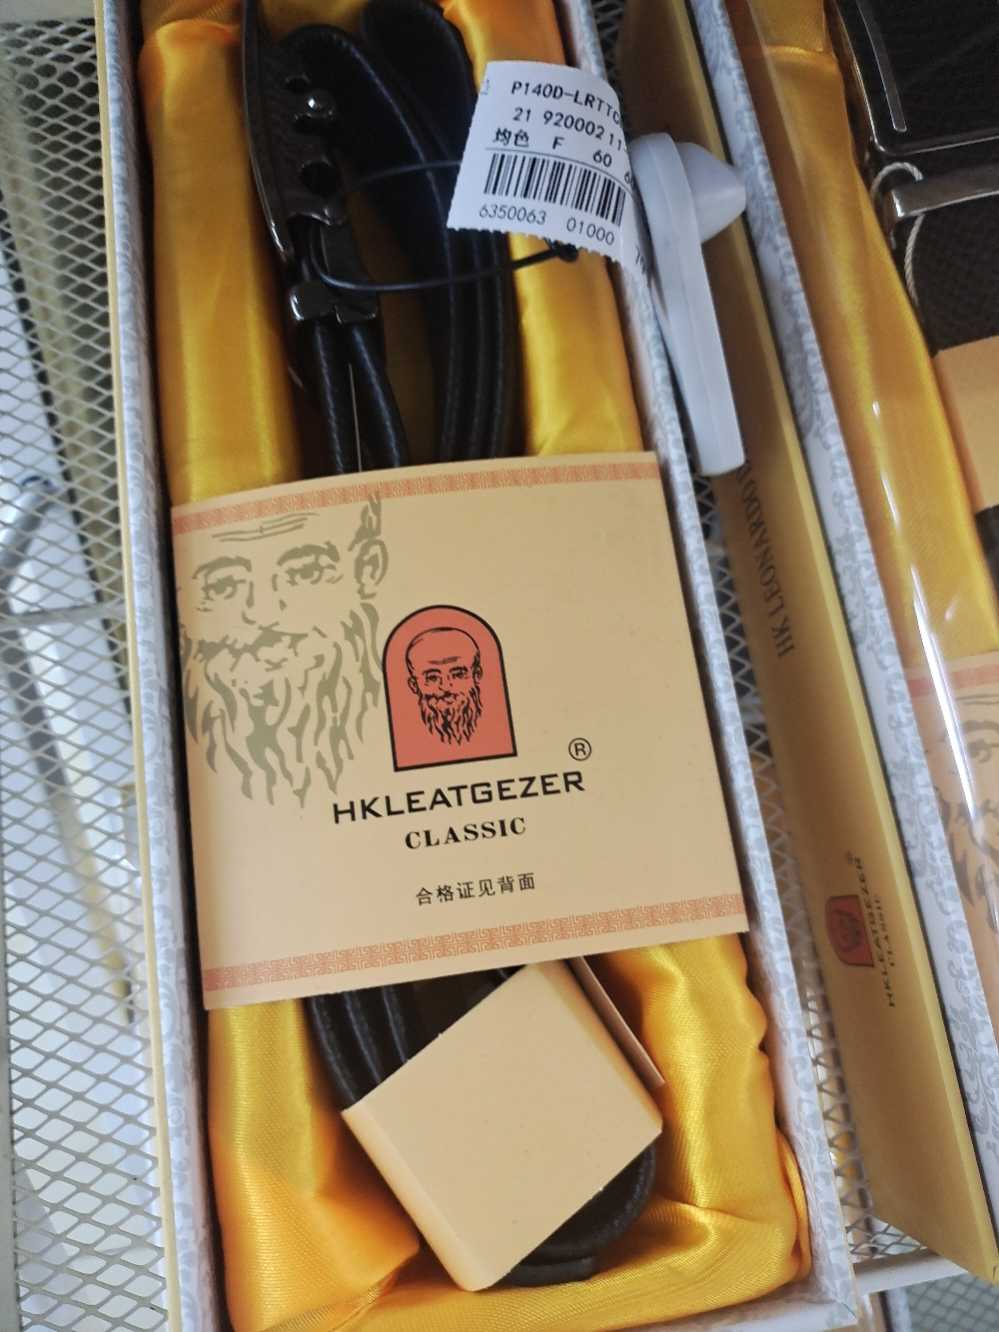 P140D-LRTTC
21 920002 11
均色 F 60
6350063 01000
®
HKLEATGEZER
CLASSIC
合格证见背面
HK LEONARDO
HKLEATGEZER
CLASSIC